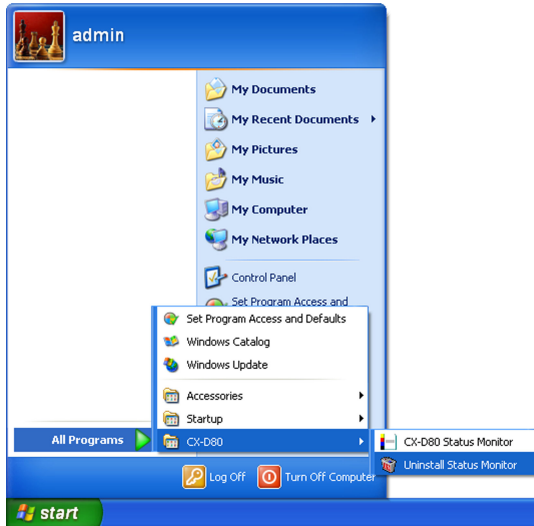 admin
My Documents
My Recent Documents
My Pictures
My Music
My Computer
My Network Places
Control Panel
Set Program Access and
Set Program Access and Defaults
Windows Catalog
Windows Update
Accessories
Startup
All Programs
CX-D80
CX-D80 Status Monitor
Uninstall Status Monitor
Log Off
Turn Off Computer
start